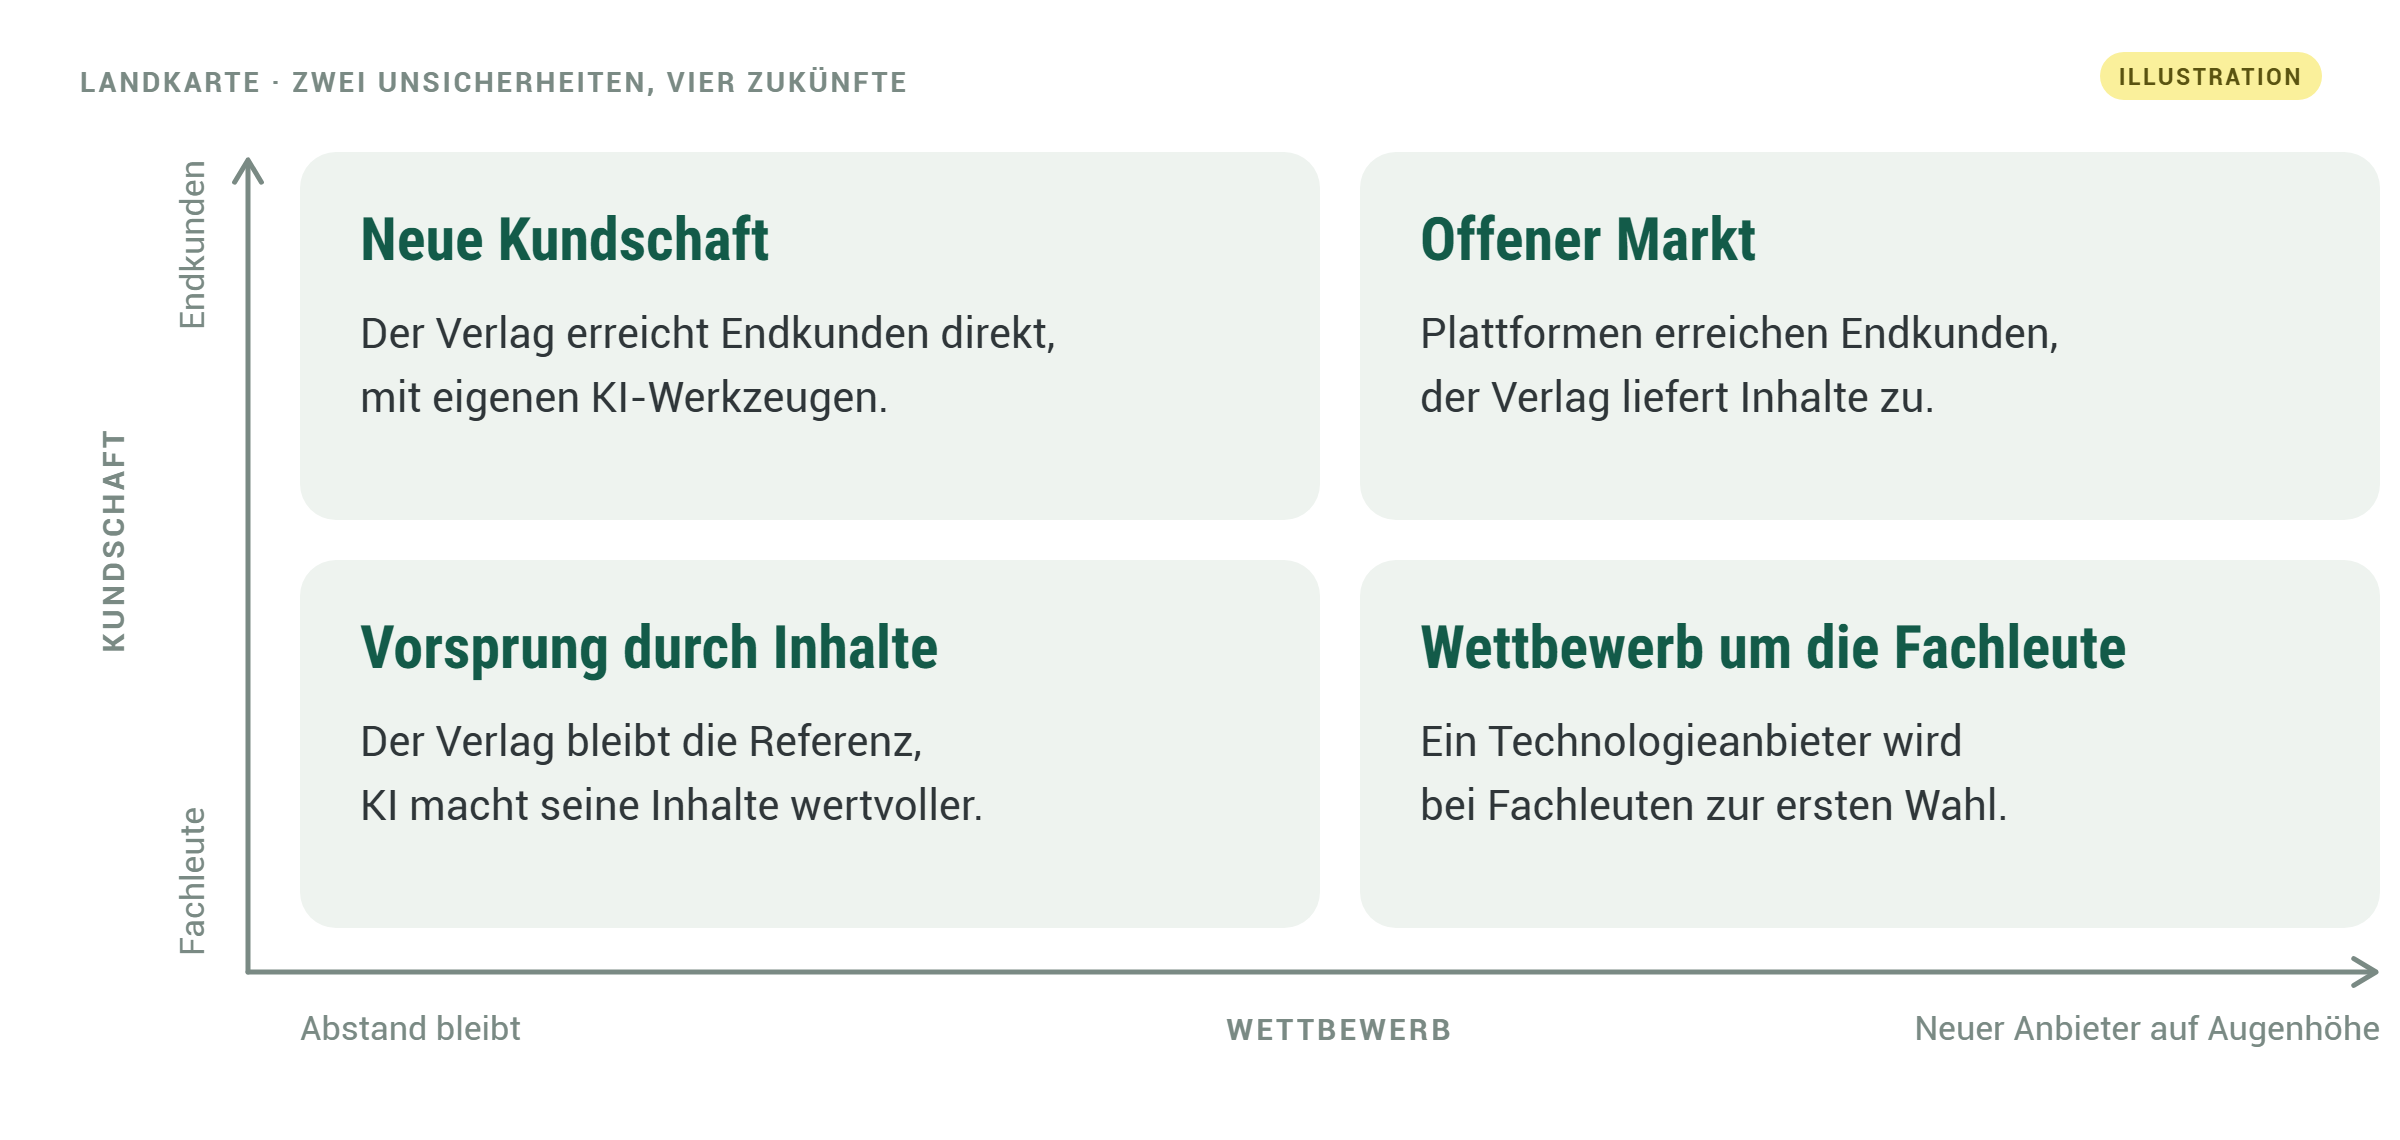 LANDKARTE · ZWEI UNSICHERHEITEN, VIER ZUKÜNFTE
ILLUSTRATION
KUNDSCHAFT
Endkunden
Fachleute
Neue Kundschaft
Der Verlag erreicht Endkunden direkt,
mit eigenen KI-Werkzeugen.
Offener Markt
Plattformen erreichen Endkunden,
der Verlag liefert Inhalte zu.
Vorsprung durch Inhalte
Der Verlag bleibt die Referenz,
KI macht seine Inhalte wertvoller.
Wettbewerb um die Fachleute
Ein Technologieanbieter wird
bei Fachleuten zur ersten Wahl.
Abstand bleibt
WETTBEWERB
Neuer Anbieter auf Augenhöhe